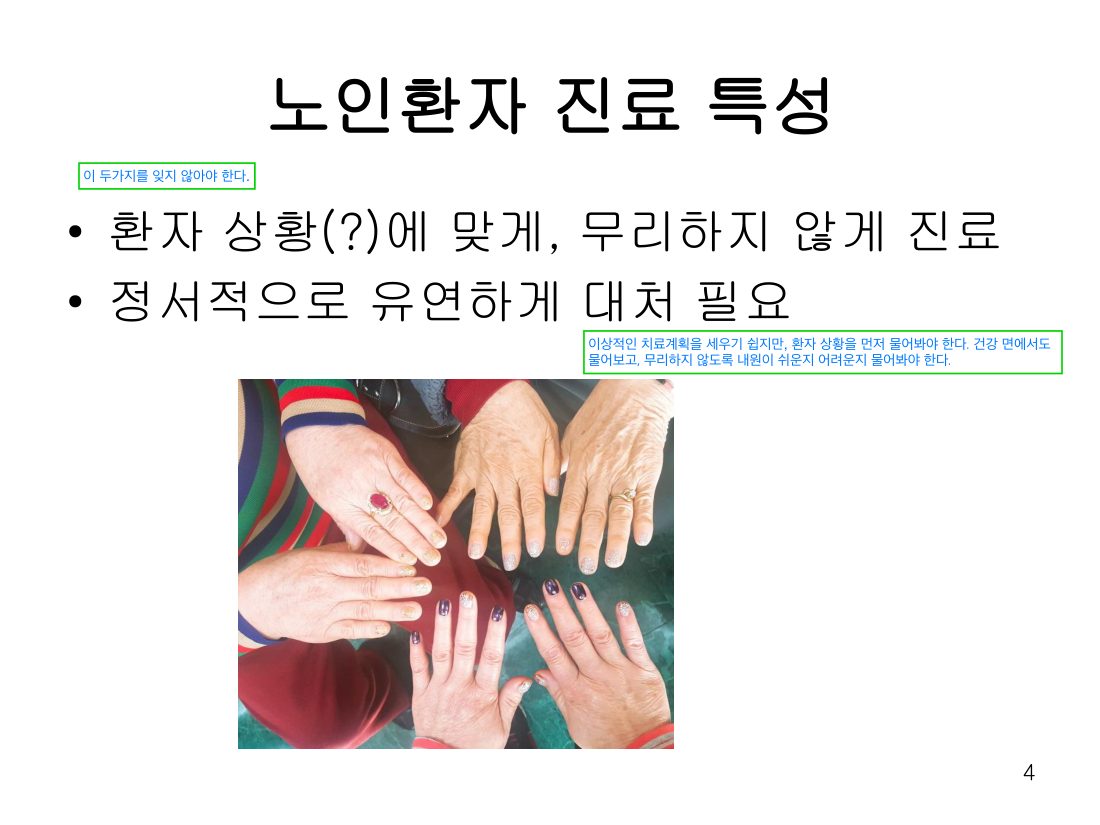 노인환자 진료 특성
이 두가지를 잊지 않아야 한다.
• 환자 상황(?)에 맞게, 무리하지 않게 진료
• 정서적으로 유연하게 대처 필요
이상적인 치료계획을 세우기 쉽지만, 환자 상황을 먼저 물어봐야 한다. 건강 면에서도
물어보고, 무리하지 않도록 내원이 쉬운지 어려운지 물어봐야 한다.
4